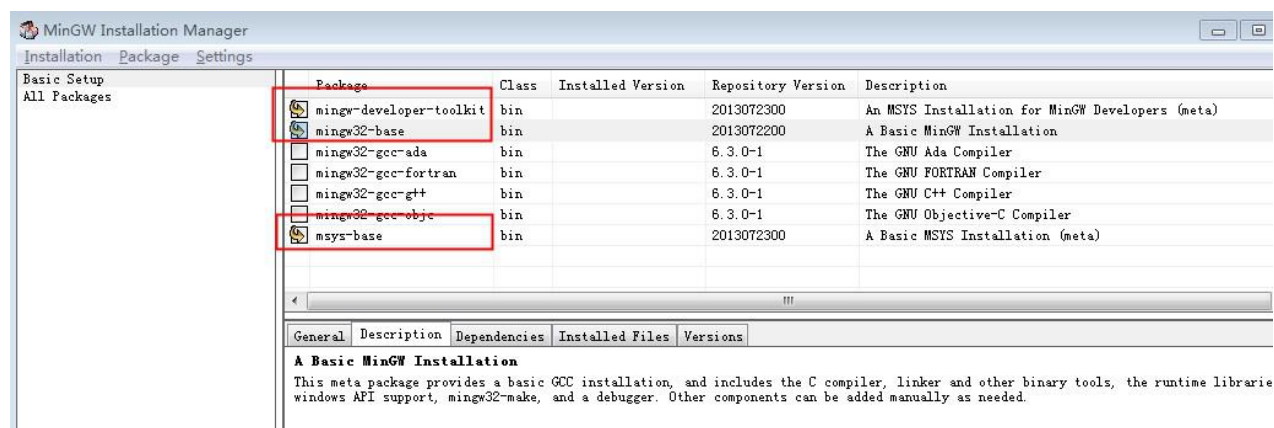 MinGW Installation Manager
Installation Package Settings
Basic Setup
All Packages
Package Class Installed Version Repository Version Description
mingw-developer-toolkit bin 2013072300 An MSYS Installation for MinGW Developers (meta)
mingw32-base bin 2013072200 A Basic MinGW Installation
mingw32-gcc-ada bin 6.3.0-1 The GNU Ada Compiler
mingw32-gcc-fortran bin 6.3.0-1 The GNU FORTRAN Compiler
mingw32-gcc-g++ bin 6.3.0-1 The GNU C++ Compiler
mingw32-gcc-objc bin 6.3.0-1 The GNU Objective-C Compiler
msys-base bin 2013072300 A Basic MSYS Installation (meta)
General Description Dependencies Installed Files Versions
A Basic MinGW Installation
This meta package provides a basic GCC installation, and includes the C compiler, linker and other binary tools, the runtime librarie
windows API support, mingw32-make, and a debugger. Other components can be added manually as needed.